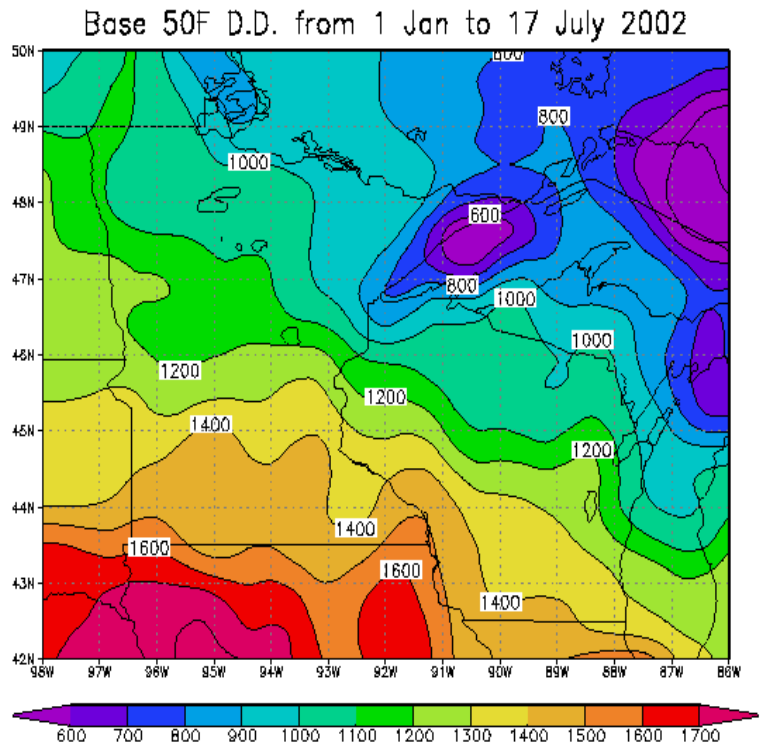 Base 50F D.D. from 1 Jan to 17 July 2002
50N
800
800
49N
1000
48N
600
47N
800
1000
1000
46N
1200
1200
45N
1400
1200
44N
1400
1600
43N
1600
1400
42N
98W 97W 96W 95W 94W 93W 92W 91W 90W 89W 88W 87W 86W
600 700 800 900 1000 1100 1200 1300 1400 1500 1600 1700